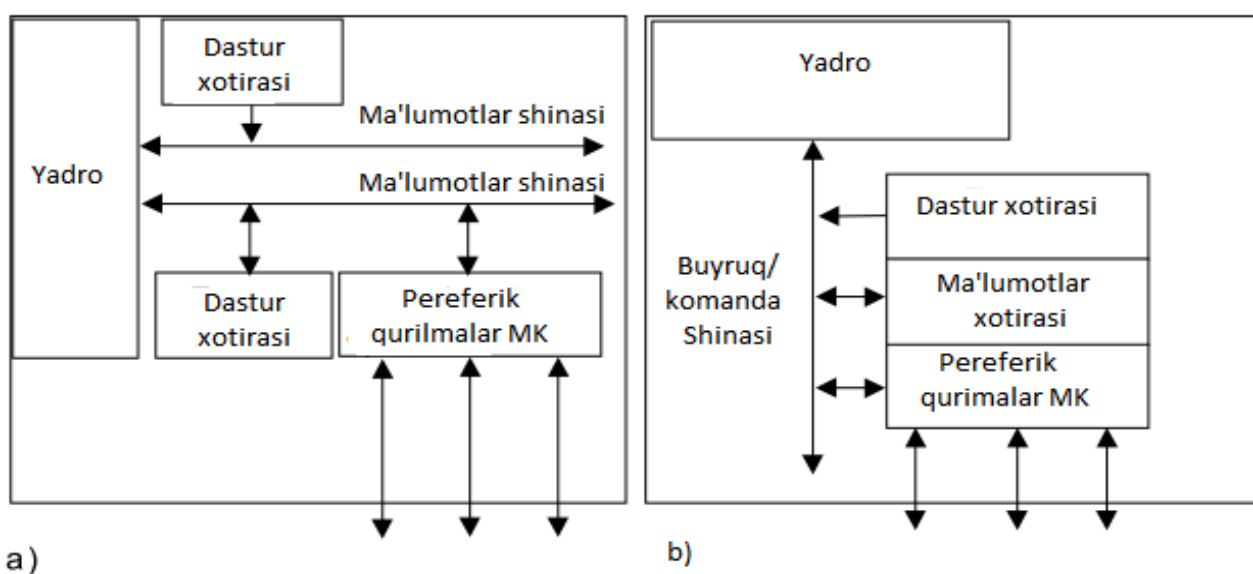 Dastur
xotirasi
Ma'lumotlar shinasi
Yadro
Ma'lumotlar shinasi
Dastur
xotirasi
Pereferik
qurilmalar MK
a)
Yadro
Dastur xotirasi
Buyruq/
komanda
Shinasi
Ma'lumotlar
xotirasi
Pereferik
qurimalar MK
b)